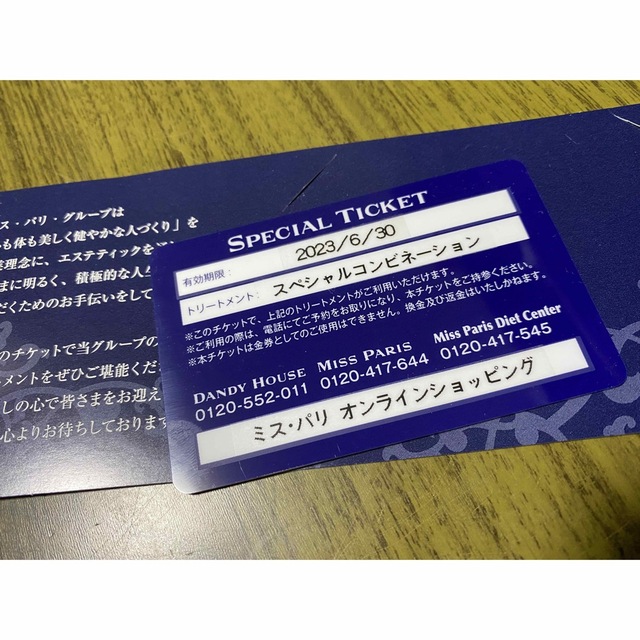 ス・パリ・グループは
も体も美しく健やかな人づくり」を
理念に、エステティックを
まに明るく、積極的な人
だくためのお手伝いをして
のチケットで当グループの
メントをぜひご堪能くだ
しの心で皆さまをお迎え
心よりお待ちしております
SPECIAL TICKET
有効期限: 2023/6/30
トリートメント: スペシャルコンビネーション
※このチケットで、上記のトリートメントがご利用いただけます。
※ご利用の際は、電話にてご予約をお取りになり、本チケットをご持参ください。
※本チケットは金券としてのご使用はできません。換金及び返金はいたしかねます。
DANDY HOUSE MISS PARIS Miss Paris Diet Center
0120-552-011 0120-417-644 0120-417-545
ミス・パリ オンラインショッピング